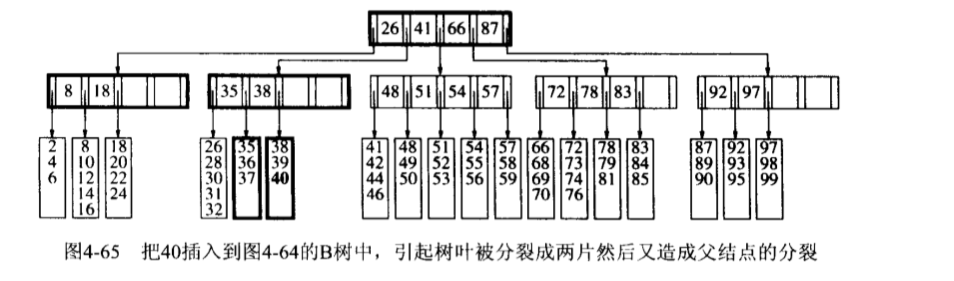 26 41 66 87
8 18 35 38 48 51 54 57 72 78 83 92 97
2 8 18 26 35 38 41 48 51 54 57 66 72 78 83 87 92 97
4 10 20 28 36 39 42 49 52 55 58 68 73 79 84 89 93 98
6 12 22 30 37 40 44 50 53 56 59 69 74 81 85 90 95 99
14 24 31 46 70 76
16 32
图4-65 把40插入到图4-64的B树中，引起树叶被分裂成两片然后又造成父结点的分裂